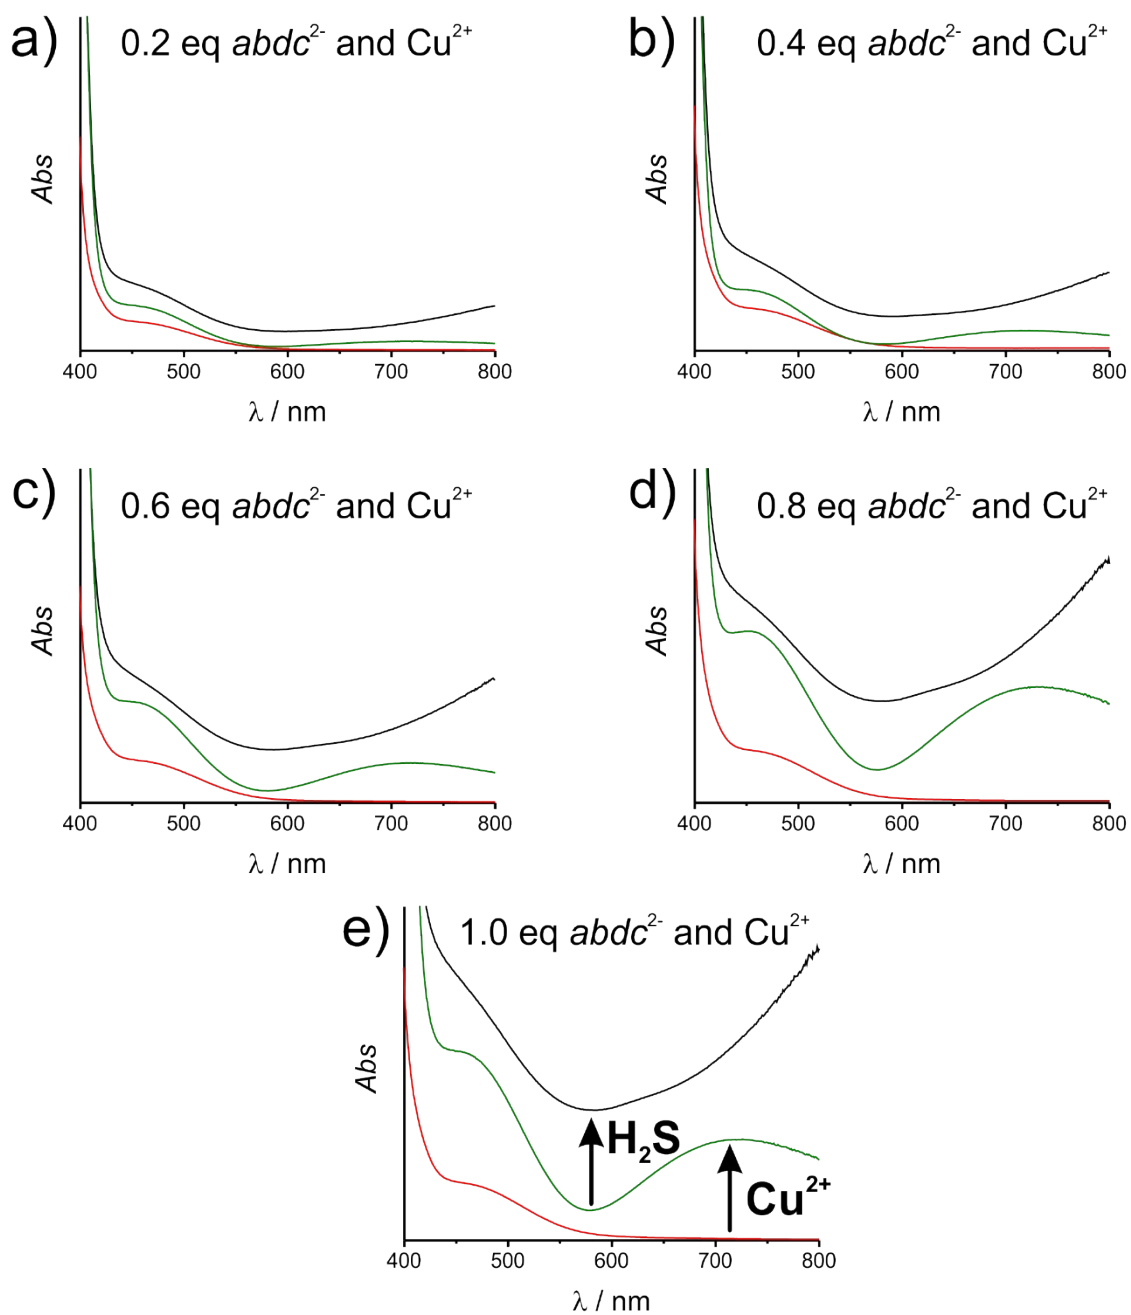 a) 0.2 eq abdc²⁻ and Cu²⁺
Abs
400 500 600 700 800
λ / nm
b) 0.4 eq abdc²⁻ and Cu²⁺
Abs
400 500 600 700 800
λ / nm
c) 0.6 eq abdc²⁻ and Cu²⁺
Abs
400 500 600 700 800
λ / nm
d) 0.8 eq abdc²⁻ and Cu²⁺
Abs
400 500 600 700 800
λ / nm
e) 1.0 eq abdc²⁻ and Cu²⁺
Abs
H₂S
Cu²⁺
400 500 600 700 800
λ / nm